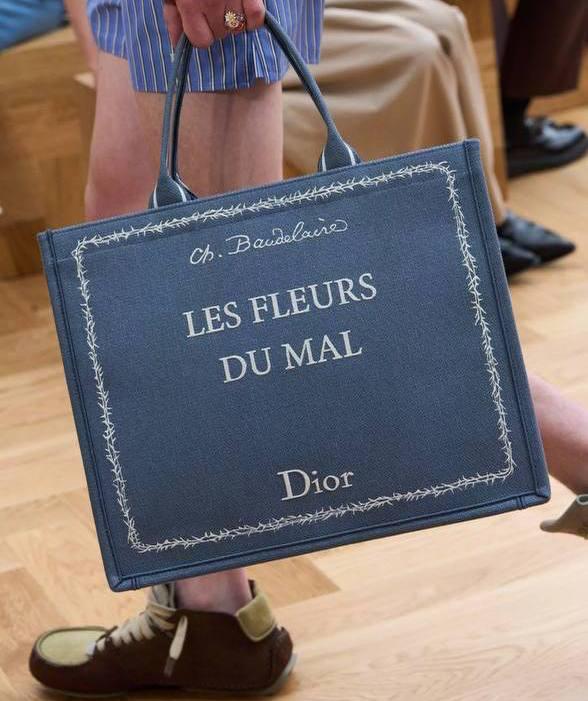 Ch. Baudelaire
LES FLEURS
DU MAL
Dior